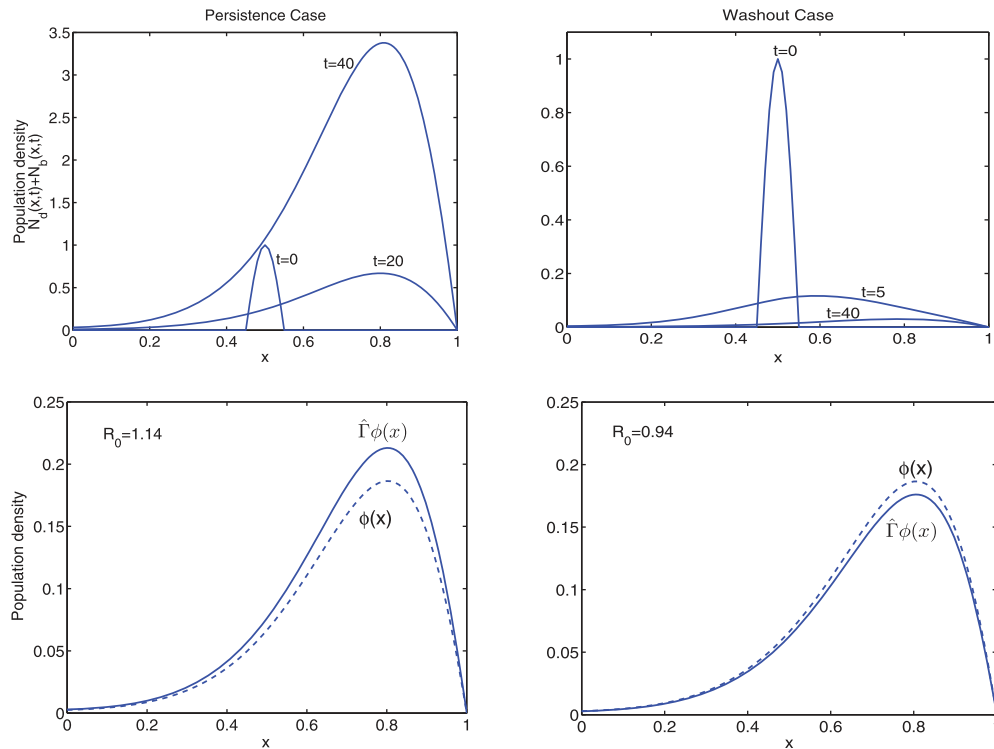 Persistence Case
Population density
N_d(x,t)+N_b(x,t)
3.5
3
2.5
2
1.5
1
0.5
0
t=40
t=0
t=20
0 0.2 0.4 0.6 0.8 1
x
Washout Case
1
0.8
0.6
0.4
0.2
0
t=0
t=5
t=40
0 0.2 0.4 0.6 0.8 1
x
Population density
0.25
0.2
0.15
0.1
0.05
0
R_0=1.14
Γ̂ϕ(x)
ϕ(x)
0 0.2 0.4 0.6 0.8 1
x
0.25
0.2
0.15
0.1
0.05
0
R_0=0.94
ϕ(x)
Γ̂ϕ(x)
0 0.2 0.4 0.6 0.8
x